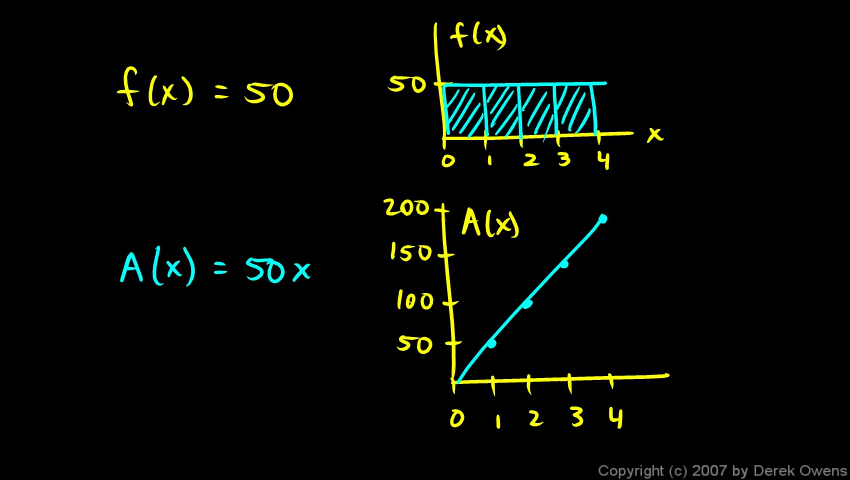 f(x) = 50
f(x)
50
0 1 2 3 4 x
A(x) = 50x
A(x)
200
150
100
50
0 1 2 3 4
Copyright (c) 2007 by Derek Owens